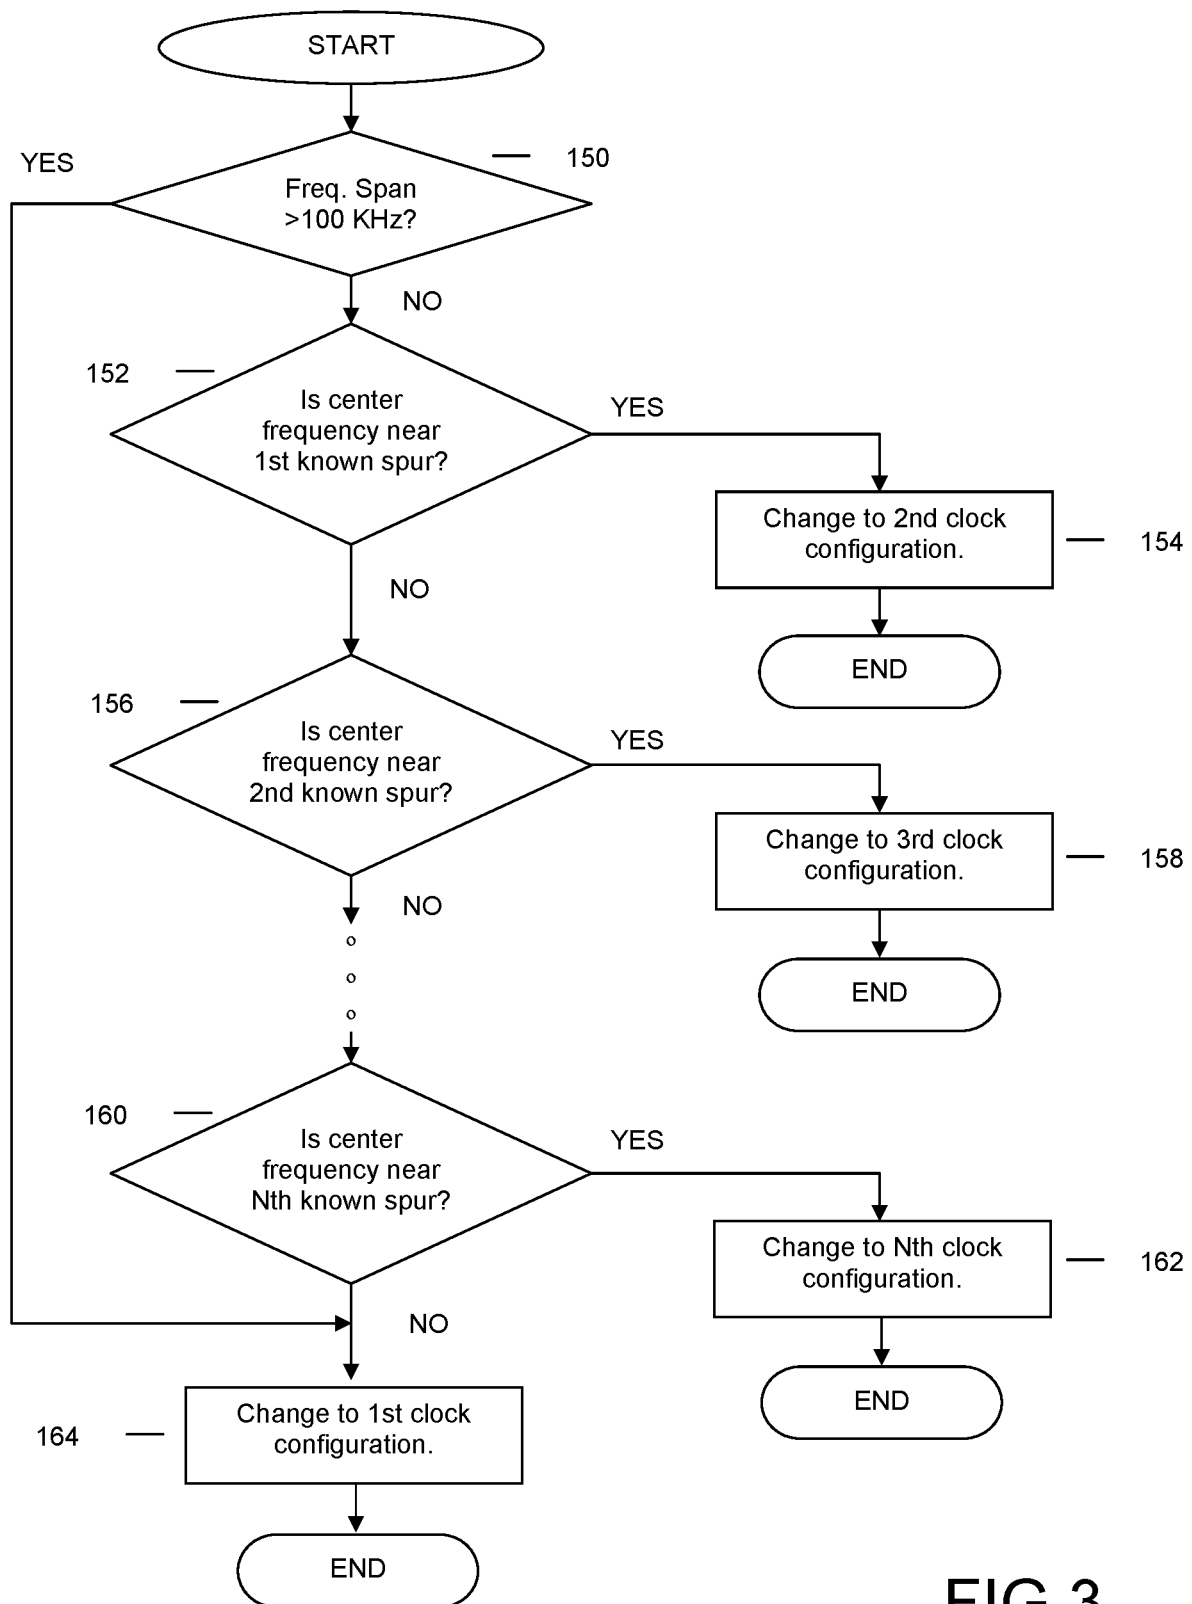 START
YES
150
Freq. Span
>100 KHz?
NO
152
Is center
frequency near
1st known spur?
YES
Change to 2nd clock
configuration.
154
NO
END
156
Is center
frequency near
2nd known spur?
YES
Change to 3rd clock
configuration.
158
NO
END
160
Is center
frequency near
Nth known spur?
YES
Change to Nth clock
configuration.
162
NO
END
164
Change to 1st clock
configuration.
END
FIG.3